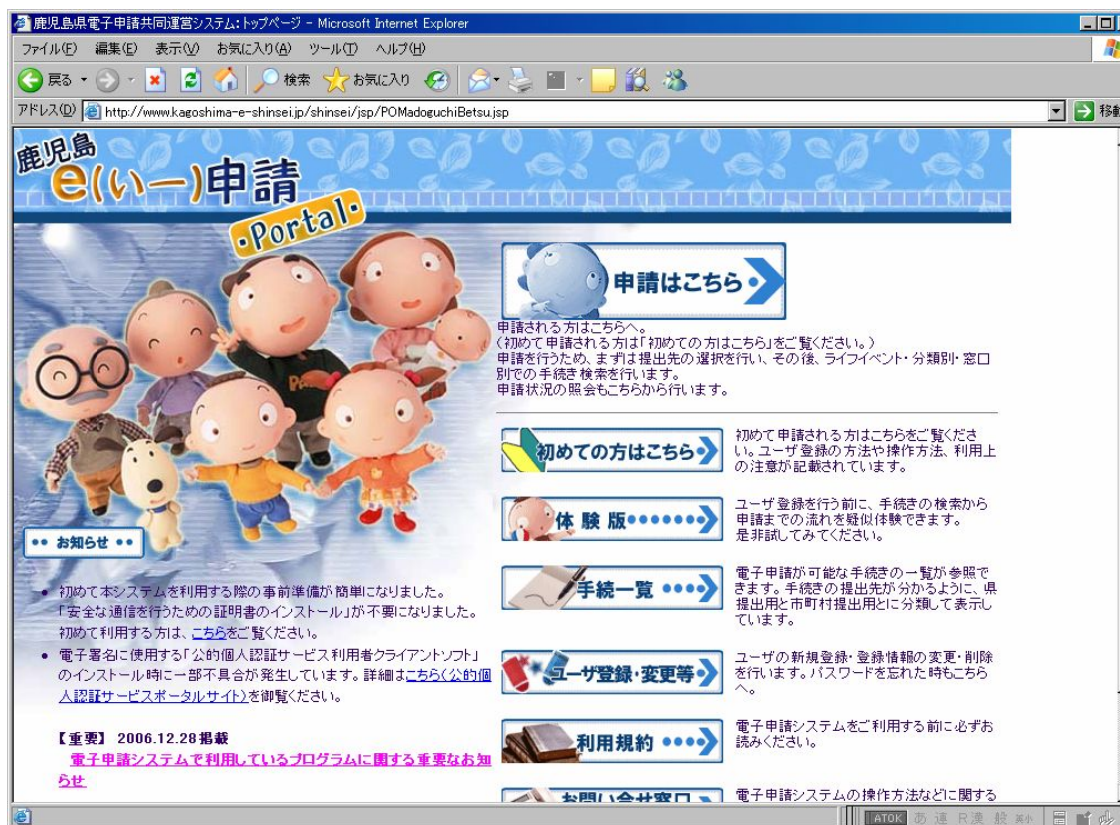 鹿児島県電子申請共同運営システム:トップページ - Microsoft Internet Explorer
ファイル(F) 編集(E) 表示(V) お気に入り(A) ツール(T) ヘルプ(H)
戻る 検索 お気に入り
アドレス(D) http://www.kagoshima-e-shinsei.jp/shinsei/jsp/POMadoguchiBetsu.jsp 移動
鹿児島
e(いー)申請
・Portal・
申請はこちら
申請される方はこちらへ。
(初めて申請される方は「初めての方はこちら」をご覧ください。)
申請を行うため、まずは提出先の選択を行い、その後、ライフイベント・分類別・窓口
別での手続き検索を行います。
申請状況の照会もこちらから行います。
初めての方はこちら
初めて申請される方はこちらをご覧くださ
い。ユーザ登録の方法や操作方法、利用上
の注意が記載されています。
体験版
ユーザ登録を行う前に、手続きの検索から
申請までの流れを疑似体験できます。
是非試してみてください。
手続一覧
電子申請が可能な手続きの一覧が参照で
きます。手続きの提出先が分かるように、県
提出用と市町村提出用とに分類して表示し
ています。
ユーザ登録・変更等
ユーザの新規登録・登録情報の変更・削除
を行います。パスワードを忘れた時もこちら
へ。
利用規約
電子申請システムをご利用する前に必ずお
読みください。
お問い合せ窓口
電子申請システムの操作方法などに関する
お知らせ
初めて本システムを利用する際の事前準備が簡単になりました。
「安全な通信を行うための証明書のインストール」が不要になりました。
初めて利用する方は、こちらをご覧ください。
電子署名に使用する「公的個人認証サービス利用者クライアントソフト」
のインストール時に一部不具合が発生しています。詳細はこちら(公的個
人認証サービスポータルサイト)を御覧ください。
【重要】 2006.12.28掲載
電子申請システムで利用しているプログラムに関する重要なお知
らせ
ATOK あ 連 R漢 般 英小